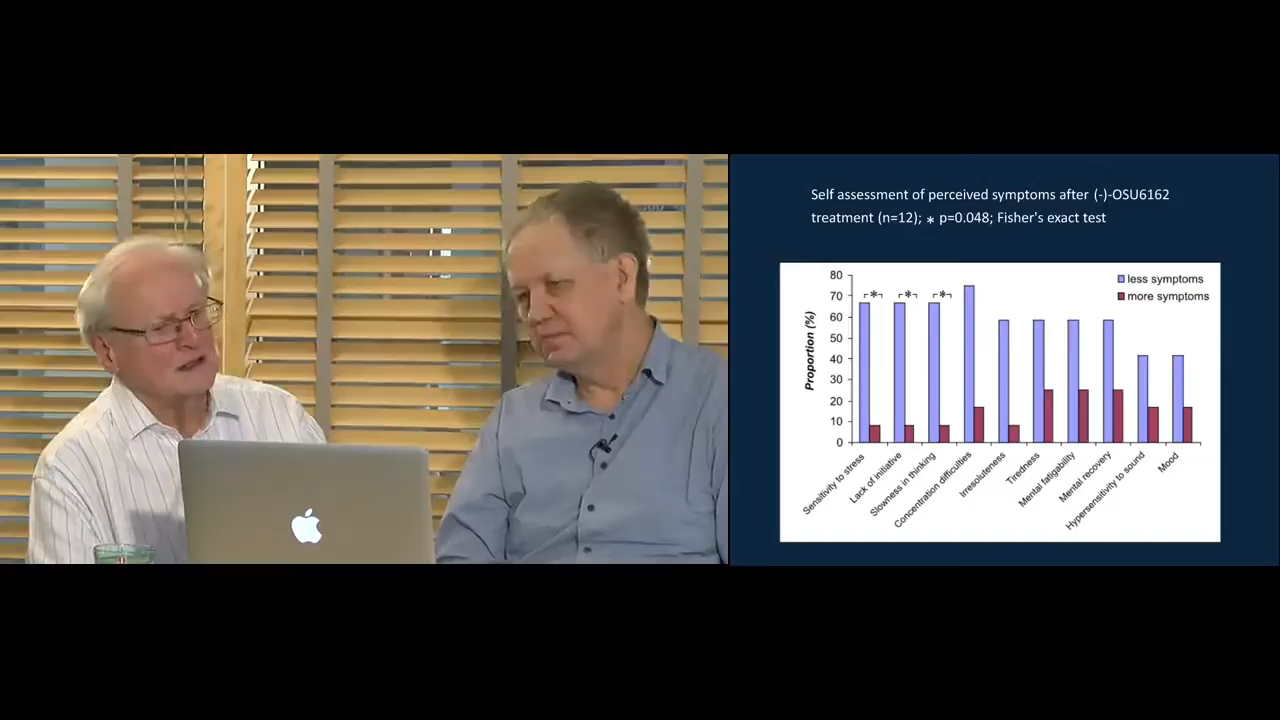 Self assessment of perceived symptoms after (-)-OSU6162
treatment (n=12); * p=0.048; Fisher's exact test
less symptoms
more symptoms
Proportion (%)
80
70
60
50
40
30
20
10
0
* * *
Sensitivity to stress
Lack of initiative
Slowness in thinking
Concentration difficulties
Irresoluteness
Tiredness
Mental fatigability
Mental recovery
Hypersensitivity to sound
Mood